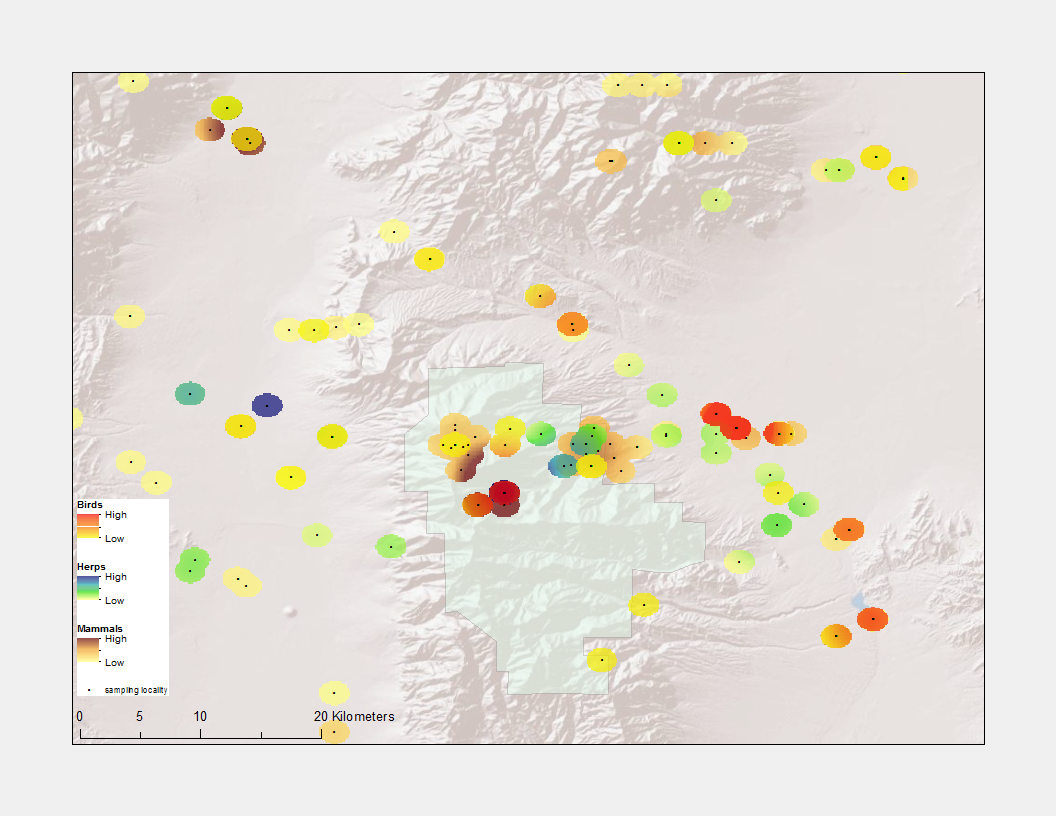 Birds
High
Low
Herps
High
Low
Mammals
High
Low
sampling locality
0 5 10 20 Kilometers